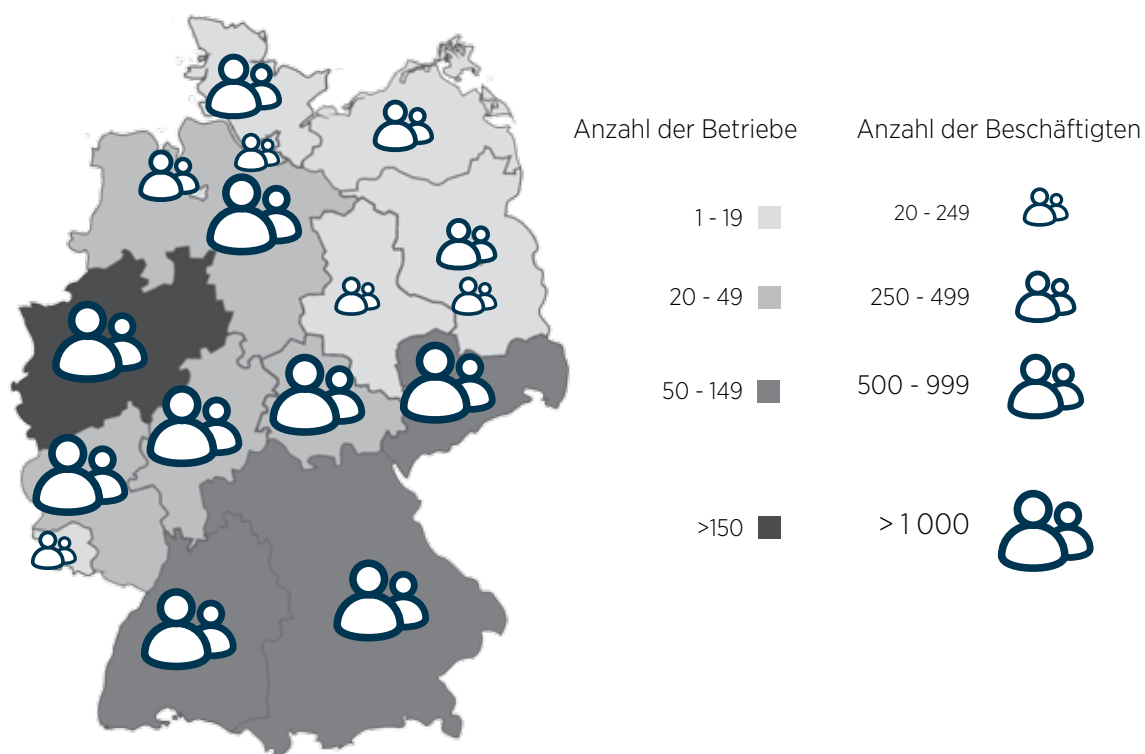 Anzahl der Betriebe
Anzahl der Beschäftigten
1 - 19
20 - 249
20 - 49
250 - 499
50 - 149
500 - 999
>150
> 1 000